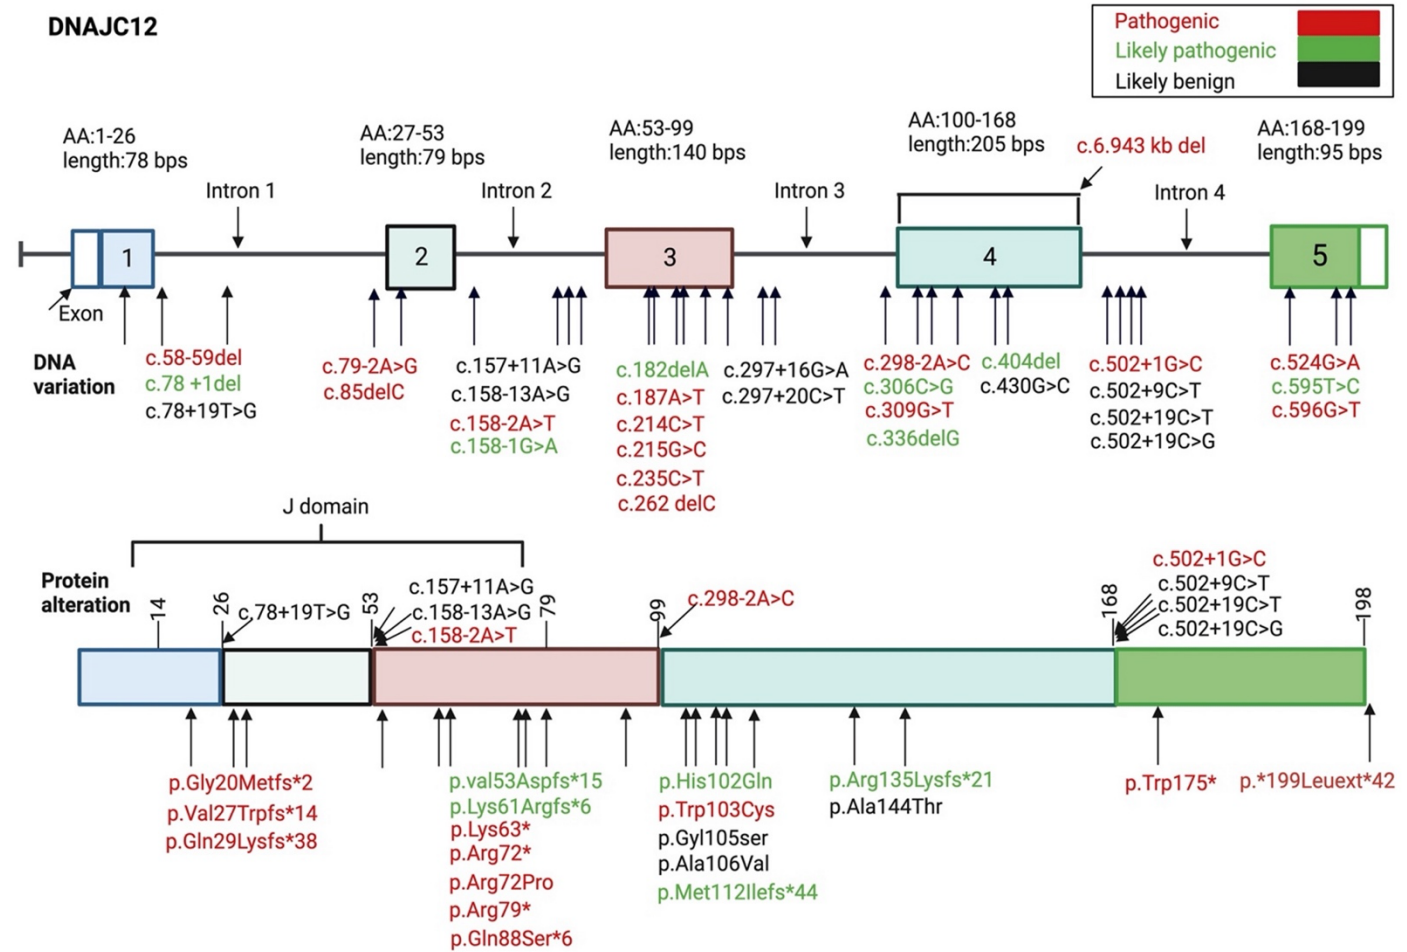 DNAJC12
Pathogenic
Likely pathogenic
Likely benign
AA:1-26
length:78 bps
AA:27-53
length:79 bps
AA:53-99
length:140 bps
AA:100-168
length:205 bps
c.6.943 kb del
AA:168-199
length:95 bps
Intron 1
Intron 2
Intron 3
Intron 4
1
2
3
4
5
Exon
DNA
variation
c.58-59del
c.78 +1del
c.78+19T>G
c.79-2A>G
c.85delC
c.157+11A>G
c.158-13A>G
c.158-2A>T
c.158-1G>A
c.182delA
c.187A>T
c.214C>T
c.215G>C
c.235C>T
c.262 delC
c.297+16G>A
c.297+20C>T
c.298-2A>C
c.306C>G
c.309G>T
c.336delG
c.404del
c.430G>C
c.502+1G>C
c.502+9C>T
c.502+19C>T
c.502+19C>G
c.524G>A
c.595T>C
c.596G>T
J domain
Protein
alteration
14
26
c.78+19T>G
53
c.157+11A>G
c.158-13A>G
c.158-2A>T
79
99
c.298-2A>C
168
c.502+1G>C
c.502+9C>T
c.502+19C>T
c.502+19C>G
198
p.Gly20Metfs*2
p.Val27Trpfs*14
p.Gln29Lysfs*38
p.val53Aspfs*15
p.Lys61Argfs*6
p.Lys63*
p.Arg72*
p.Arg72Pro
p.Arg79*
p.Gln88Ser*6
p.His102Gln
p.Trp103Cys
p.Gyl105ser
p.Ala106Val
p.Met112Ilefs*44
p.Arg135Lysfs*21
p.Ala144Thr
p.Trp175*
p.*199Leuext*42